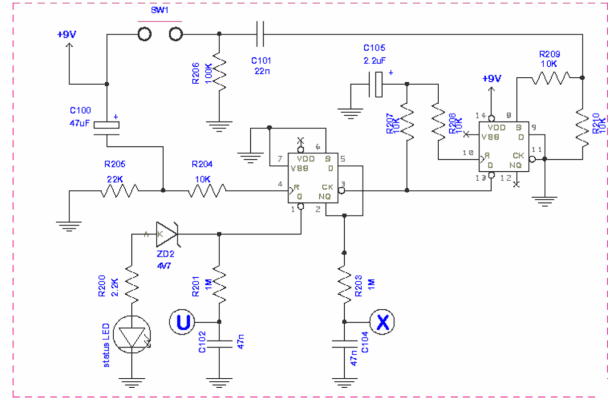 SW1
+9V
R206
100K
C101
22n
C105
2.2uF
+
R209
10K
+9V
C100
+
47uF
R207
10K
R208
10K
R210
10K
14
8
VDD
S
9
VSS
D
10
R
CK
11
Q
NQ
13
12
6
7
VDD
S
5
VSS
D
R205
22K
R204
10K
4
R
CK
3
Q
NQ
1
2
A
K
ZD2
4V7
R200
2.2K
R201
1M
R203
1M
U
X
status LED
C102
47n
C104
47n